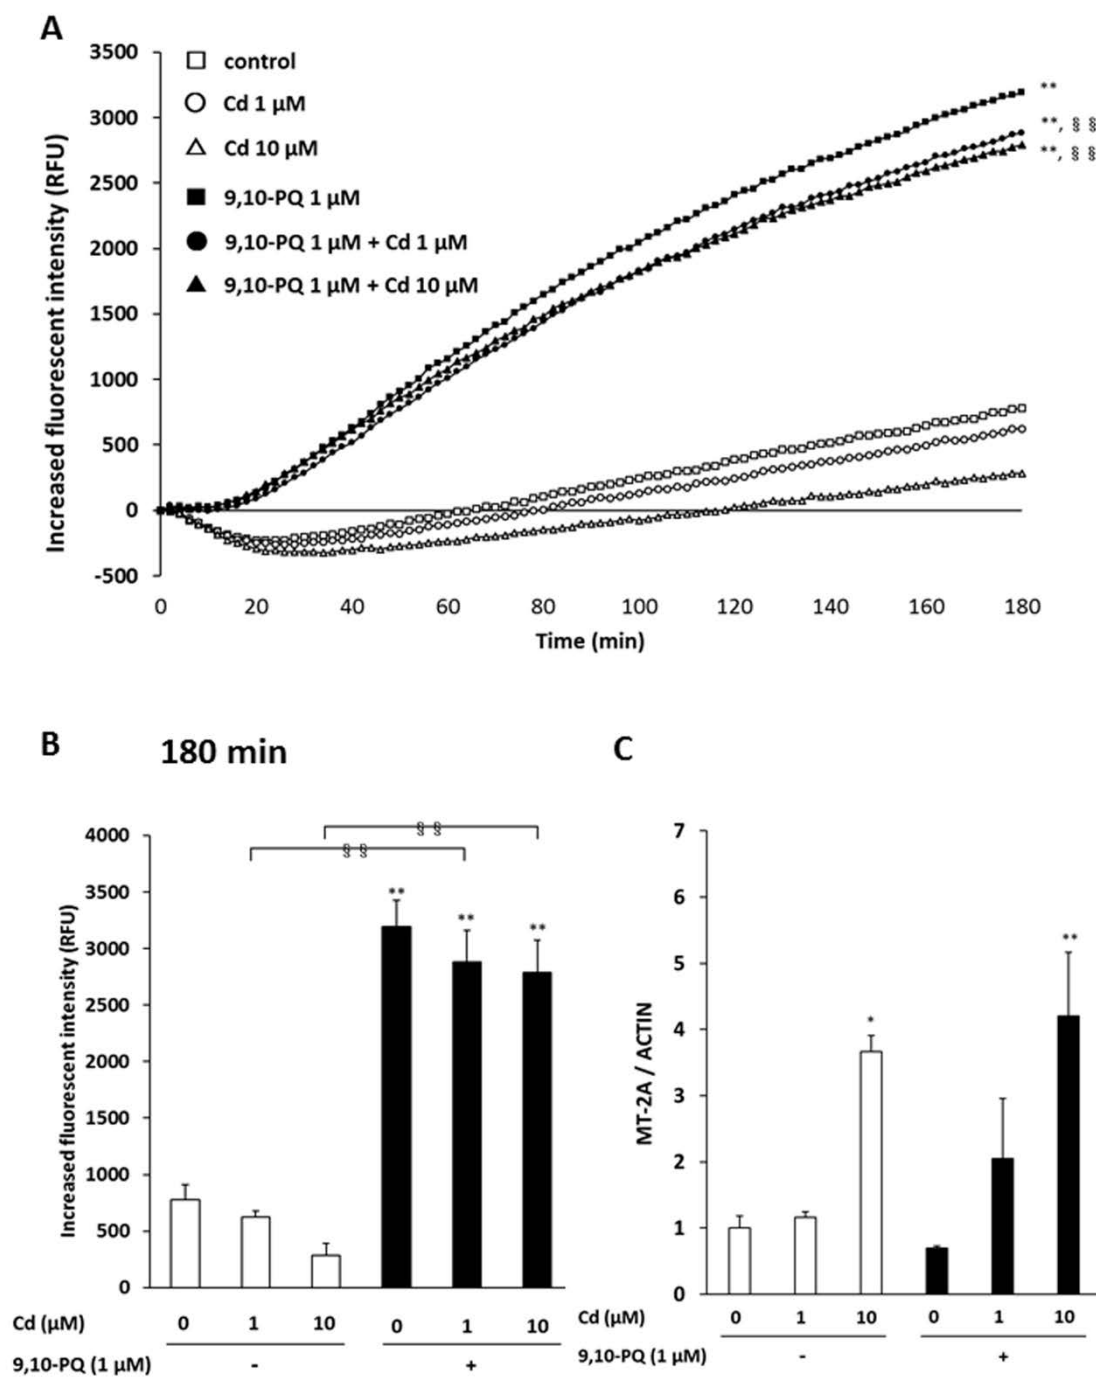 A
3500
3000
2500
2000
1500
1000
500
0
-500
Increased fluorescent intensity (RFU)
control
Cd 1 μM
Cd 10 μM
9,10-PQ 1 μM
9,10-PQ 1 μM + Cd 1 μM
9,10-PQ 1 μM + Cd 10 μM
**
**, § §
**, § §
0 20 40 60 80 100 120 140 160 180
Time (min)
B
180 min
4000
3500
3000
2500
2000
1500
1000
500
0
Increased fluorescent intensity (RFU)
§ §
§ §
** ** **
Cd (μM) 0 1 10 0 1 10
9,10-PQ (1 μM) - +
C
7
6
5
4
3
2
1
0
MT-2A / ACTIN
* **
Cd (μM) 0 1 10 0 1 10
9,10-PQ (1 μM) - +